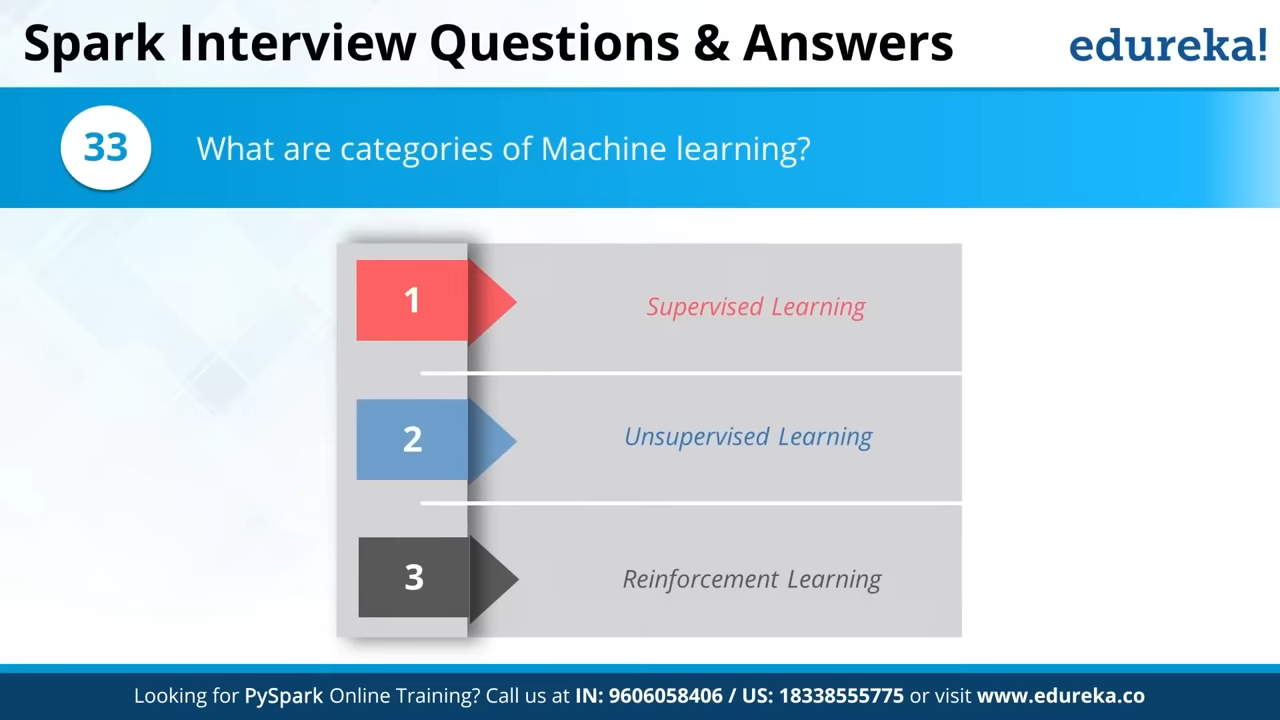 Spark Interview Questions & Answers
edureka!
33
What are categories of Machine learning?
1
Supervised Learning
2
Unsupervised Learning
3
Reinforcement Learning
Looking for PySpark Online Training? Call us at IN: 9606058406 / US: 18338555775 or visit www.edureka.co